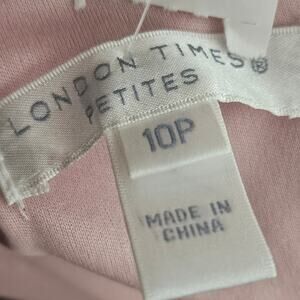 LONDON TIMES®
PETITES
10P
MADE IN
CHINA